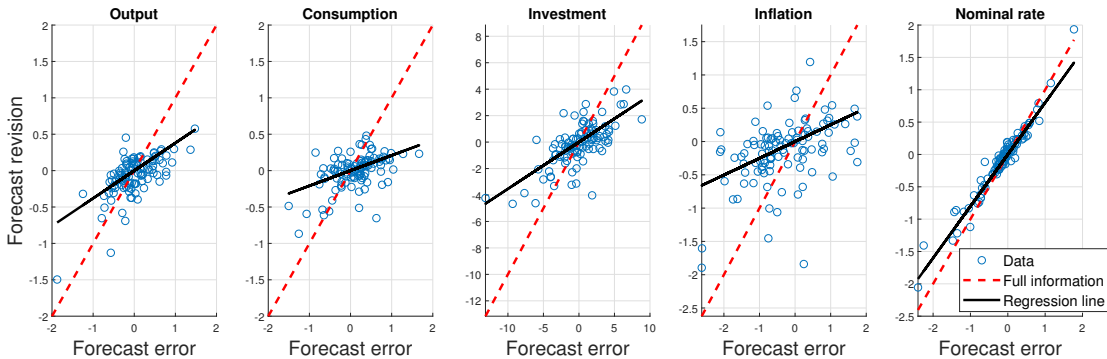 Output
Consumption
Investment
Inflation
Nominal rate
Forecast revision
2
1.5
1
0.5
0
-0.5
-1
-1.5
-2
-2 -1 0 1 2
Forecast error
2
1.5
1
0.5
0
-0.5
-1
-1.5
-2
-2 -1 0 1 2
Forecast error
8
6
4
2
0
-2
-4
-6
-8
-10
-12
-10 -5 0 5 10
Forecast error
1.5
1
0.5
0
-0.5
-1
-1.5
-2
-2.5
-2 -1 0 1
Forecast error
2
1.5
1
0.5
0
-0.5
-1
-1.5
-2
-2.5
-2 -1 0 1 2
Forecast error
Data
Full information
Regression line